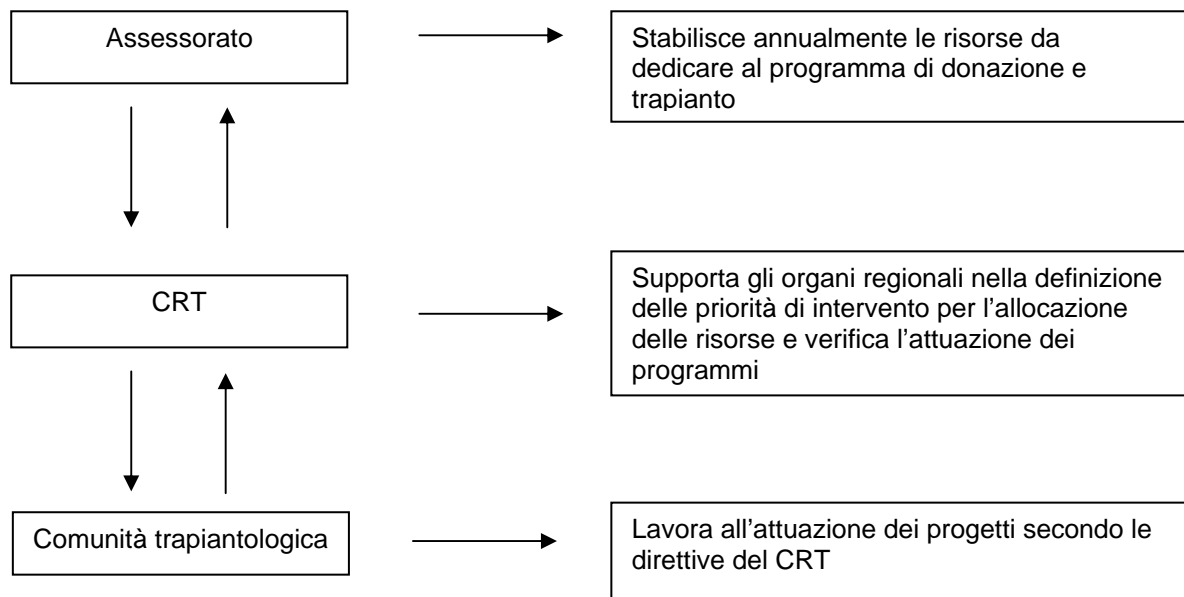 Assessorato
Stabilisce annualmente le risorse da
dedicare al programma di donazione e
trapianto
CRT
Supporta gli organi regionali nella definizione
delle priorità di intervento per l’allocazione
delle risorse e verifica l’attuazione dei
programmi
Comunità trapiantologica
Lavora all’attuazione dei progetti secondo le
direttive del CRT